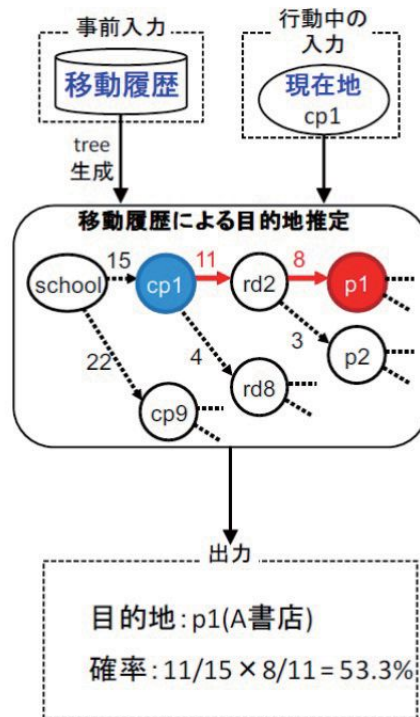 事前入力
移動履歴
行動中の
入力
現在地
cp1
tree
生成
移動履歴による目的地推定
15
11
8
school
cp1
rd2
p1
22
4
3
cp9
rd8
p2
出力
目的地:p1(A書店)
確率:11/15×8/11=53.3%